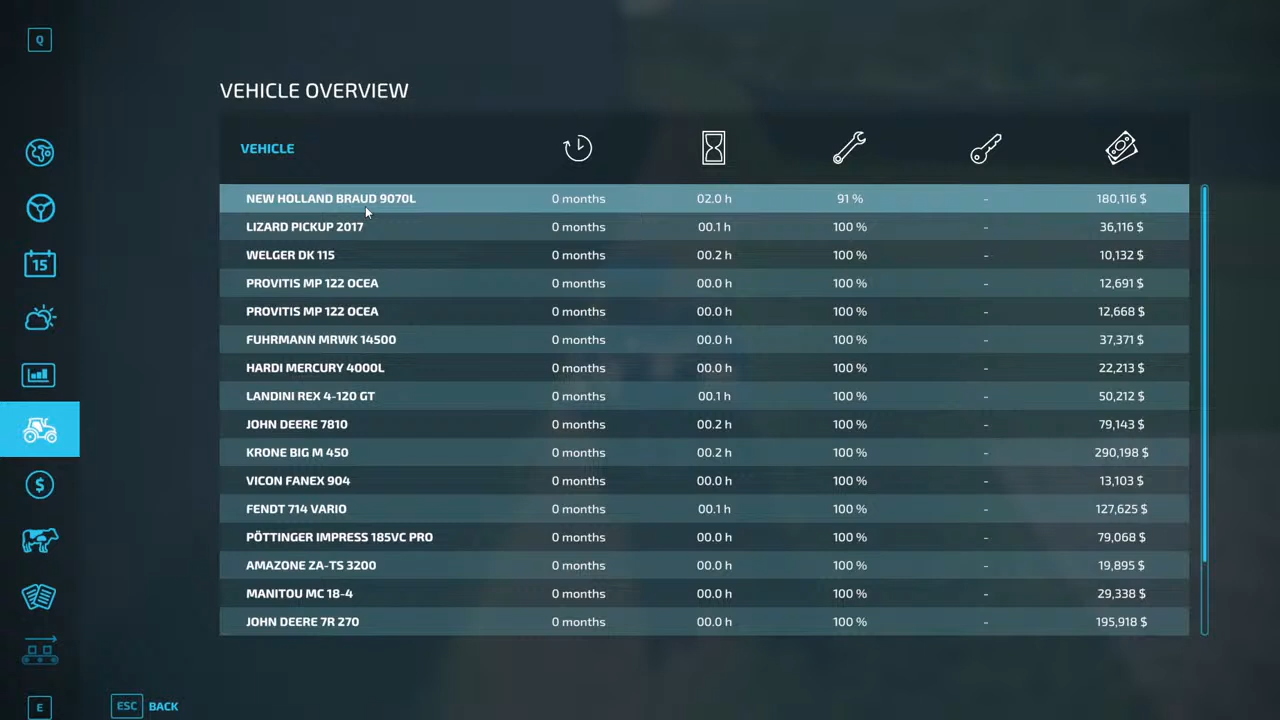 Q
VEHICLE OVERVIEW
VEHICLE
NEW HOLLAND BRAUD 9070L 0 months 02.0 h 91 % - 180,116 $
LIZARD PICKUP 2017 0 months 00.1 h 100 % - 36,116 $
WELGER DK 115 0 months 00.2 h 100 % - 10,132 $
PROVITIS MP 122 OCEA 0 months 00.0 h 100 % - 12,691 $
PROVITIS MP 122 OCEA 0 months 00.0 h 100 % - 12,668 $
FUHRMANN MRWK 14500 0 months 00.0 h 100 % - 37,371 $
HARDI MERCURY 4000L 0 months 00.0 h 100 % - 22,213 $
LANDINI REX 4-120 GT 0 months 00.1 h 100 % - 50,212 $
JOHN DEERE 7810 0 months 00.2 h 100 % - 79,143 $
KRONE BIG M 450 0 months 00.2 h 100 % - 290,198 $
VICON FANEX 904 0 months 00.0 h 100 % - 13,103 $
FENDT 714 VARIO 0 months 00.1 h 100 % - 127,625 $
PÖTTINGER IMPRESS 185VC PRO 0 months 00.0 h 100 % - 79,068 $
AMAZONE ZA-TS 3200 0 months 00.0 h 100 % - 19,895 $
MANITOU MC 18-4 0 months 00.0 h 100 % - 29,338 $
JOHN DEERE 7R 270 0 months 00.0 h 100 % - 195,918 $
15
$
E
ESC BACK